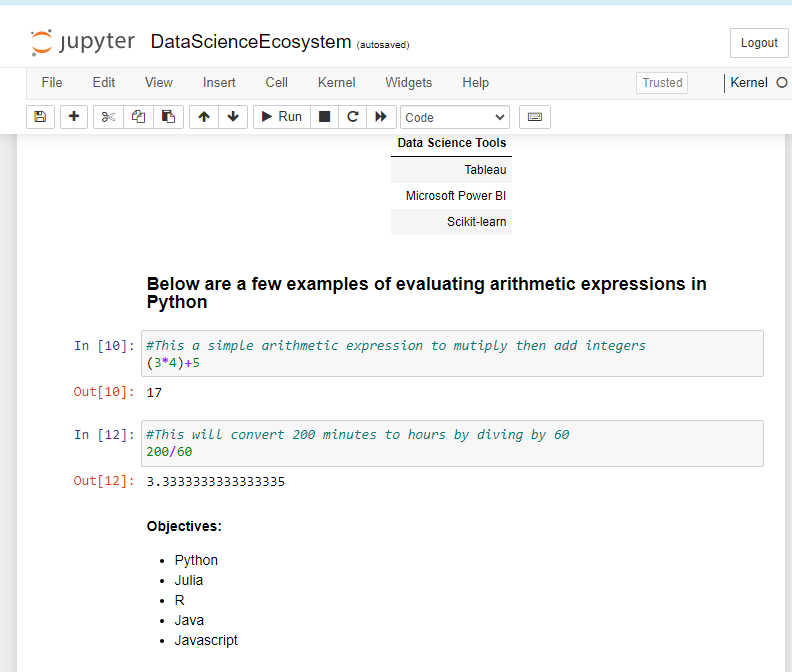 jupyter DataScienceEcosystem (autosaved)
Logout
File Edit View Insert Cell Kernel Widgets Help Trusted Kernel
Run Code
Data Science Tools
Tableau
Microsoft Power BI
Scikit-learn
Below are a few examples of evaluating arithmetic expressions in
Python
In [10]: #This a simple arithmetic expression to mutiply then add integers
(3*4)+5
Out[10]: 17
In [12]: #This will convert 200 minutes to hours by diving by 60
200/60
Out[12]: 3.3333333333333335
Objectives:
• Python
• Julia
• R
• Java
• Javascript